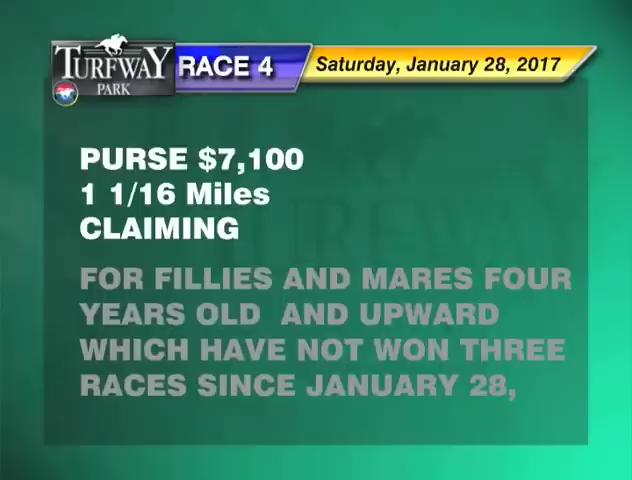 TURFWAY
PARK
RACE 4
Saturday, January 28, 2017
PURSE $7,100
1 1/16 Miles
CLAIMING
FOR FILLIES AND MARES FOUR
YEARS OLD AND UPWARD
WHICH HAVE NOT WON THREE
RACES SINCE JANUARY 28,
TURFWAY